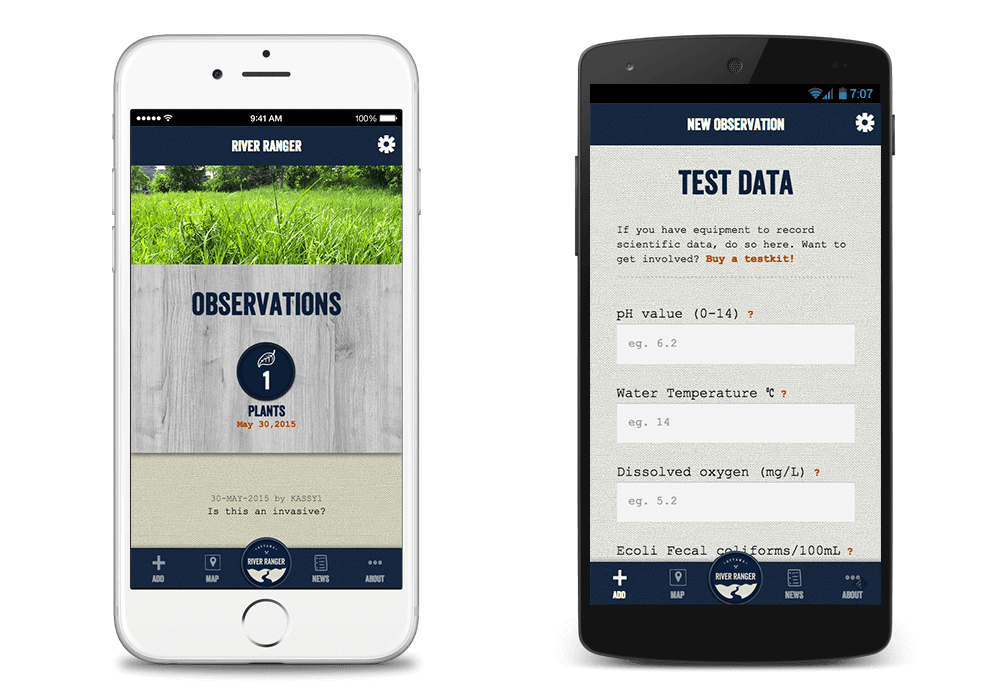 9:41 AM
100%
RIVER RANGER
OBSERVATIONS
1
PLANTS
May 30,2015
30-MAY-2015 by KASSY1
Is this an invasive?
ADD
MAP
OTTAWA
RIVER RANGER
NEWS
ABOUT
7:07
NEW OBSERVATION
TEST DATA
If you have equipment to record
scientific data, do so here. Want to
get involved? Buy a testkit!
pH value (0-14) ?
eg. 6.2
Water Temperature ℃ ?
eg. 14
Dissolved oxygen (mg/L) ?
eg. 5.2
Ecoli Fecal coliforms/100mL ?
ADD
MAP
OTTAWA
RIVER RANGER
NEWS
ABOUT